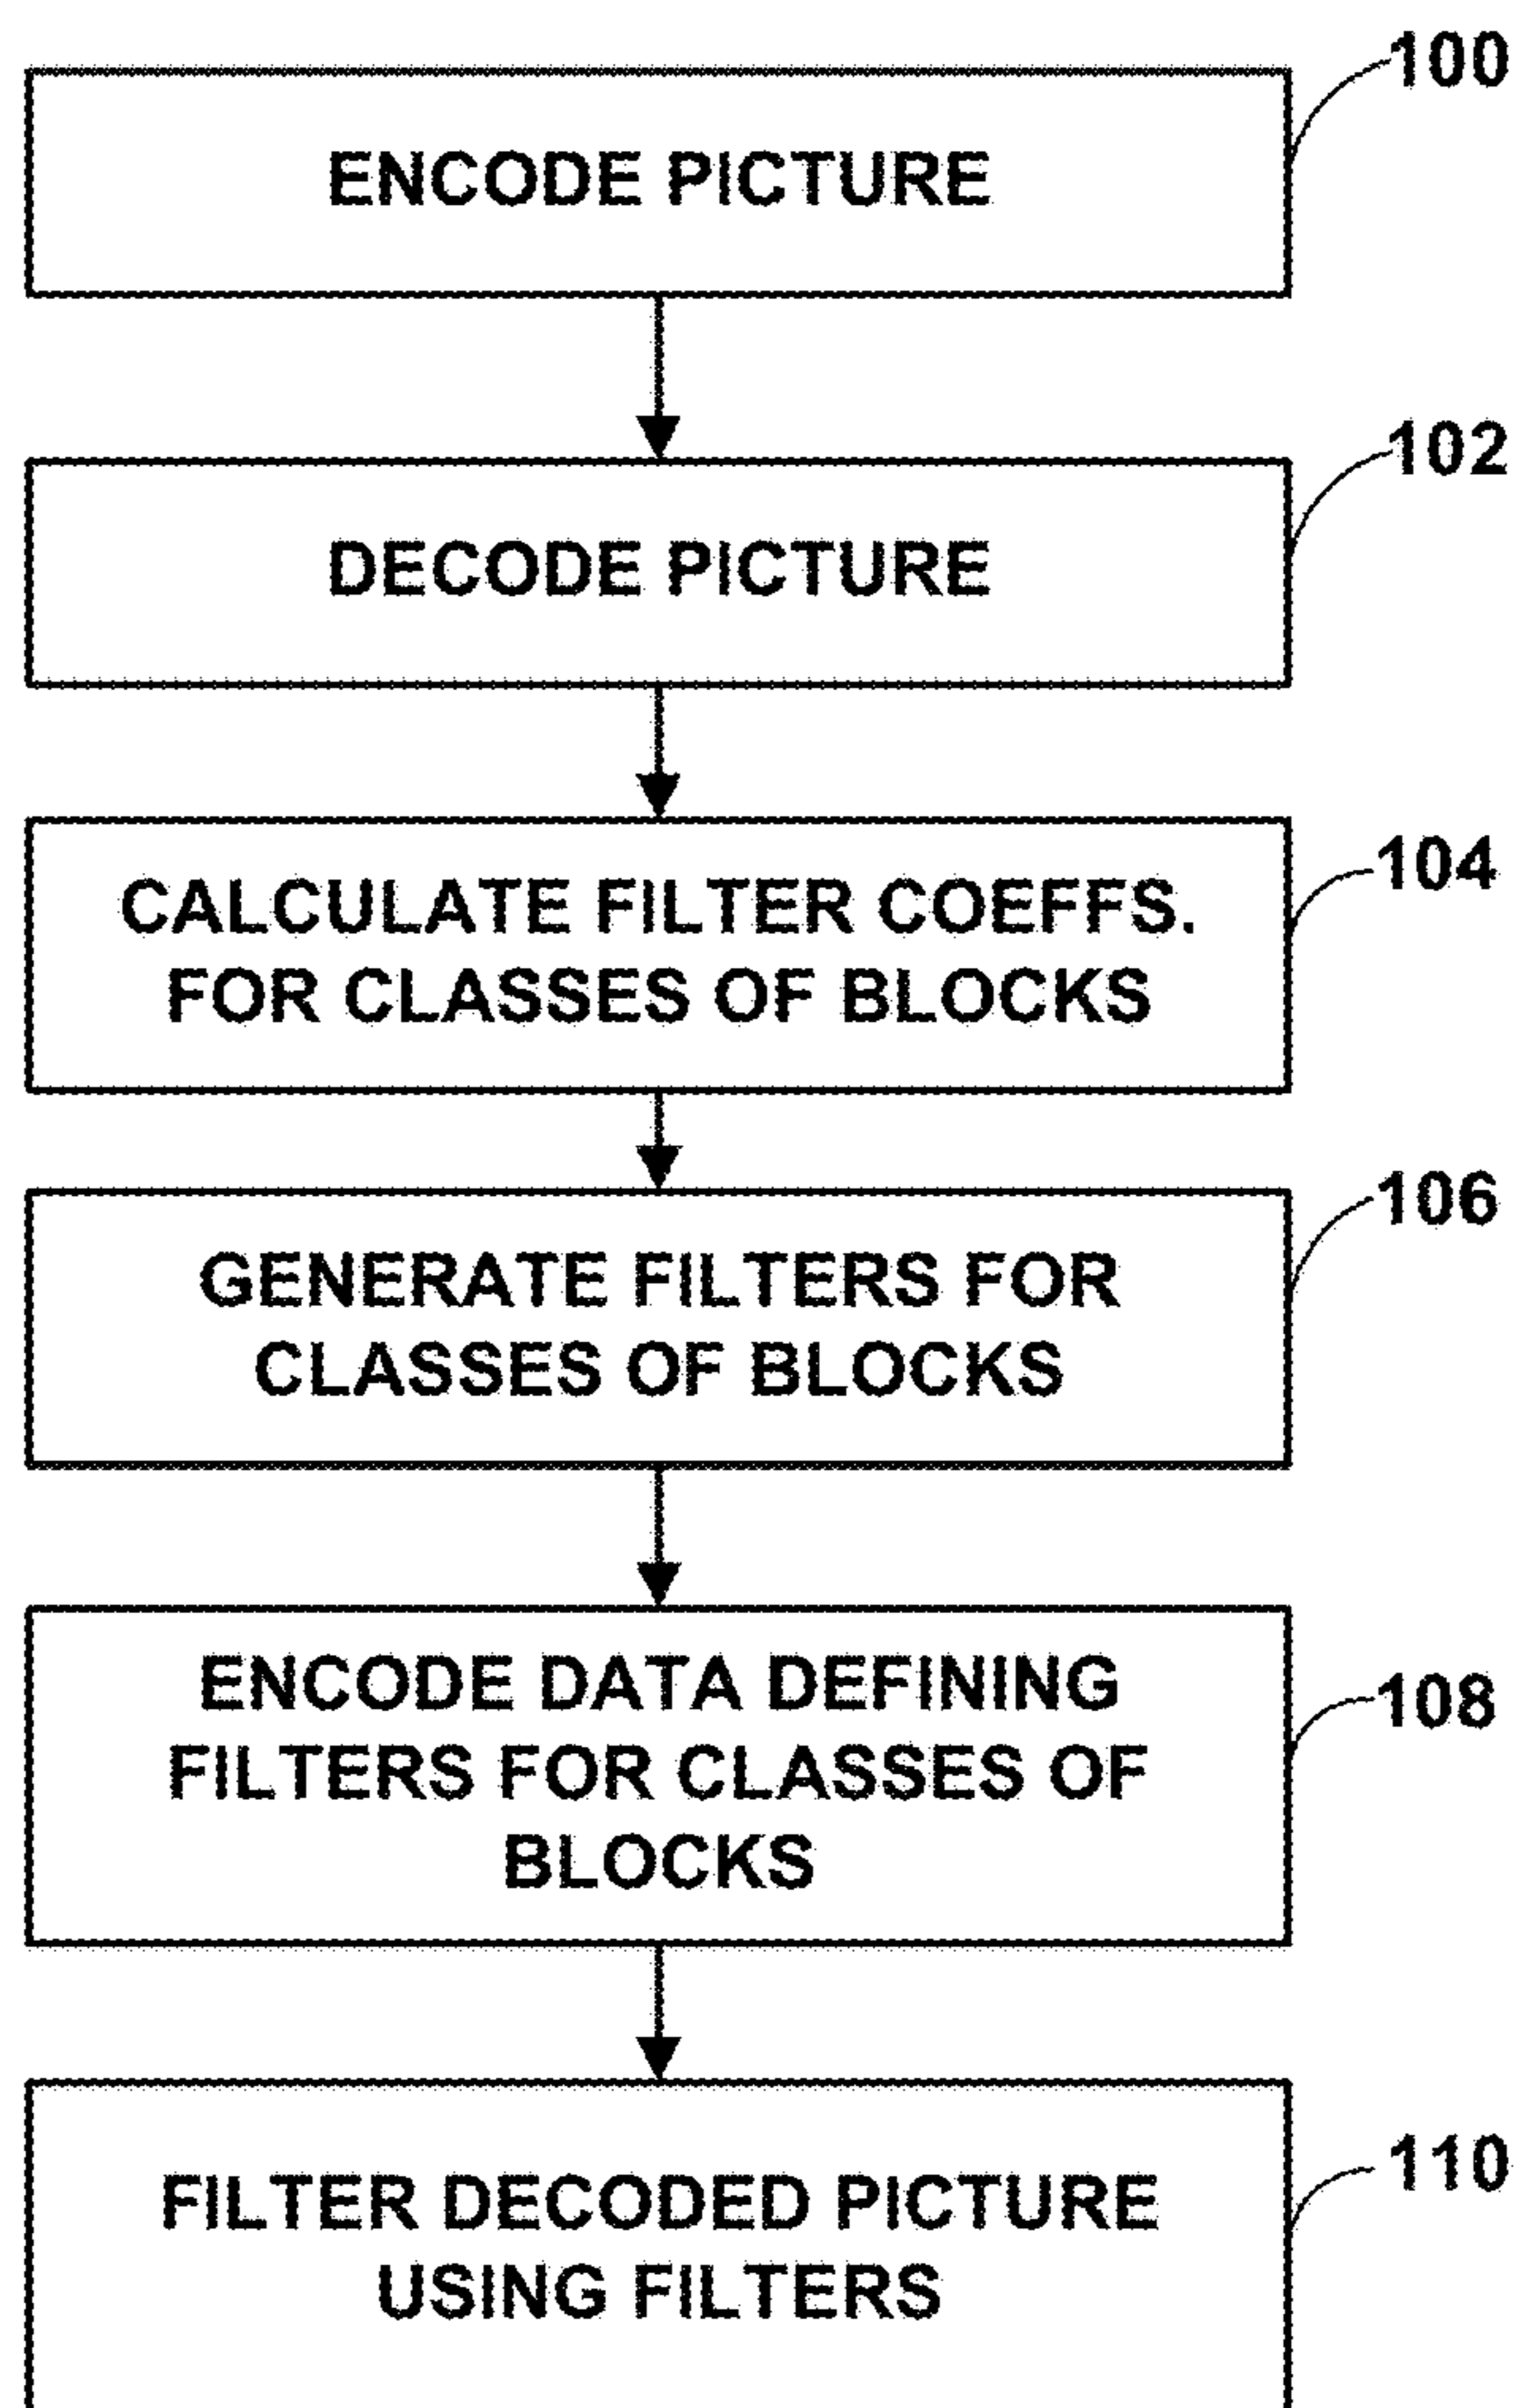 100
ENCODE PICTURE
102
DECODE PICTURE
104
CALCULATE FILTER COEFFS.
FOR CLASSES OF BLOCKS
106
GENERATE FILTERS FOR
CLASSES OF BLOCKS
108
ENCODE DATA DEFINING
FILTERS FOR CLASSES OF
BLOCKS
110
FILTER DECODED PICTURE
USING FILTERS